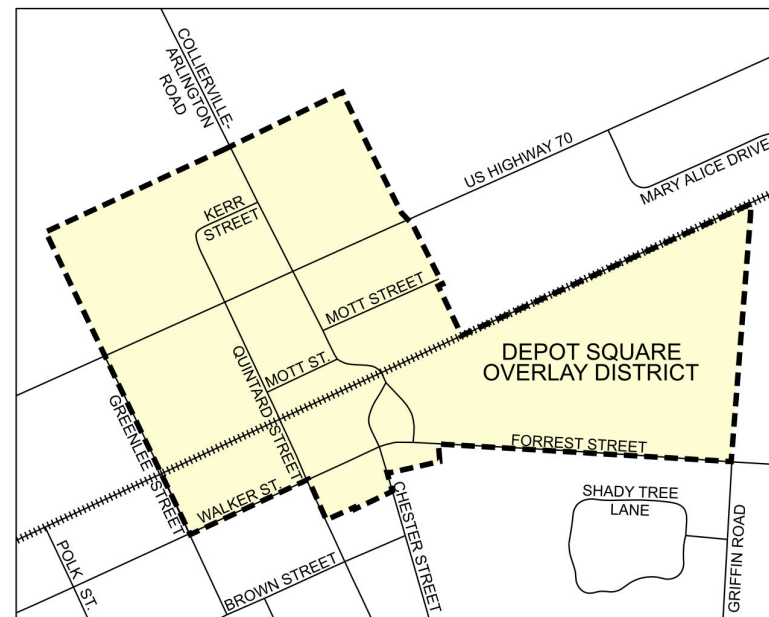 COLLIERVILLE-
ARLINGTON
ROAD
US HIGHWAY 70
MARY ALICE DRIVE
KERR
STREET
MOTT STREET
DEPOT SQUARE
OVERLAY DISTRICT
MOTT ST.
QUINTARD STREET
GREENLEE STREET
FORREST STREET
WALKER ST.
CHESTER STREET
SHADY TREE
LANE
GRIFFIN ROAD
POLK ST.
BROWN STREET